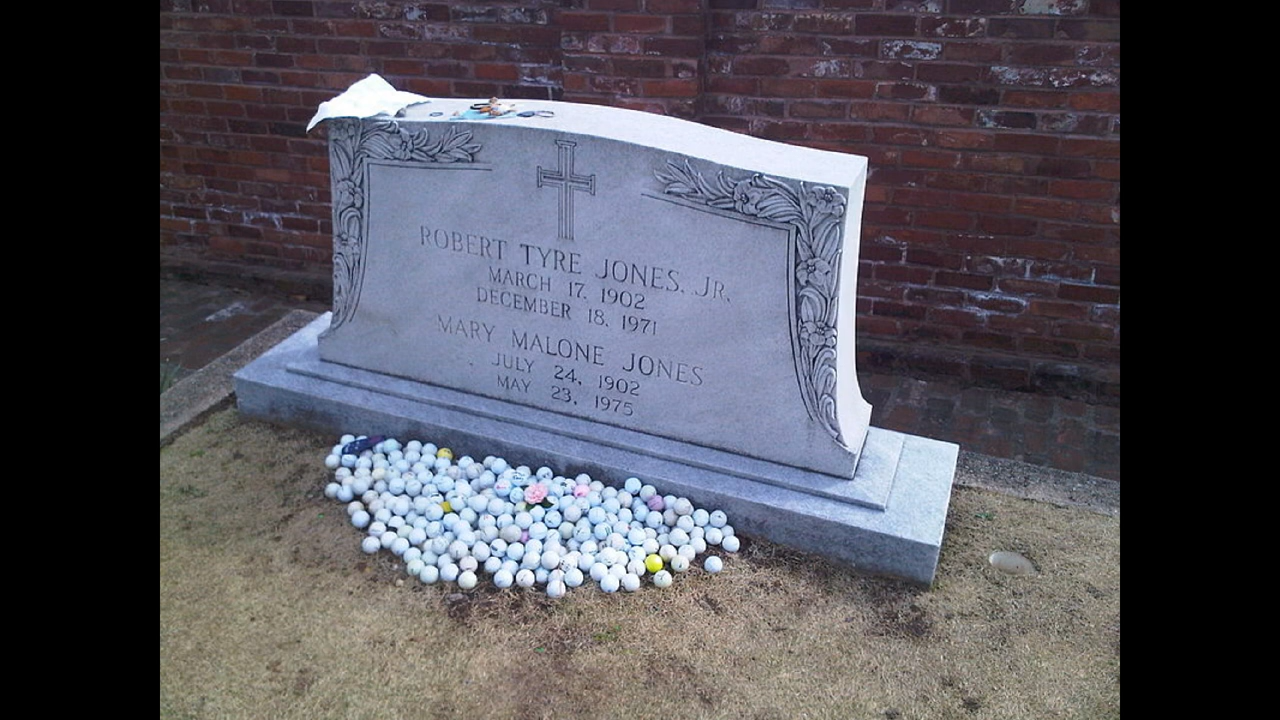 ROBERT TYRE JONES, JR.
MARCH 17, 1902
DECEMBER 18, 1971
MARY MALONE JONES
JULY 24, 1902
MAY 23, 1975